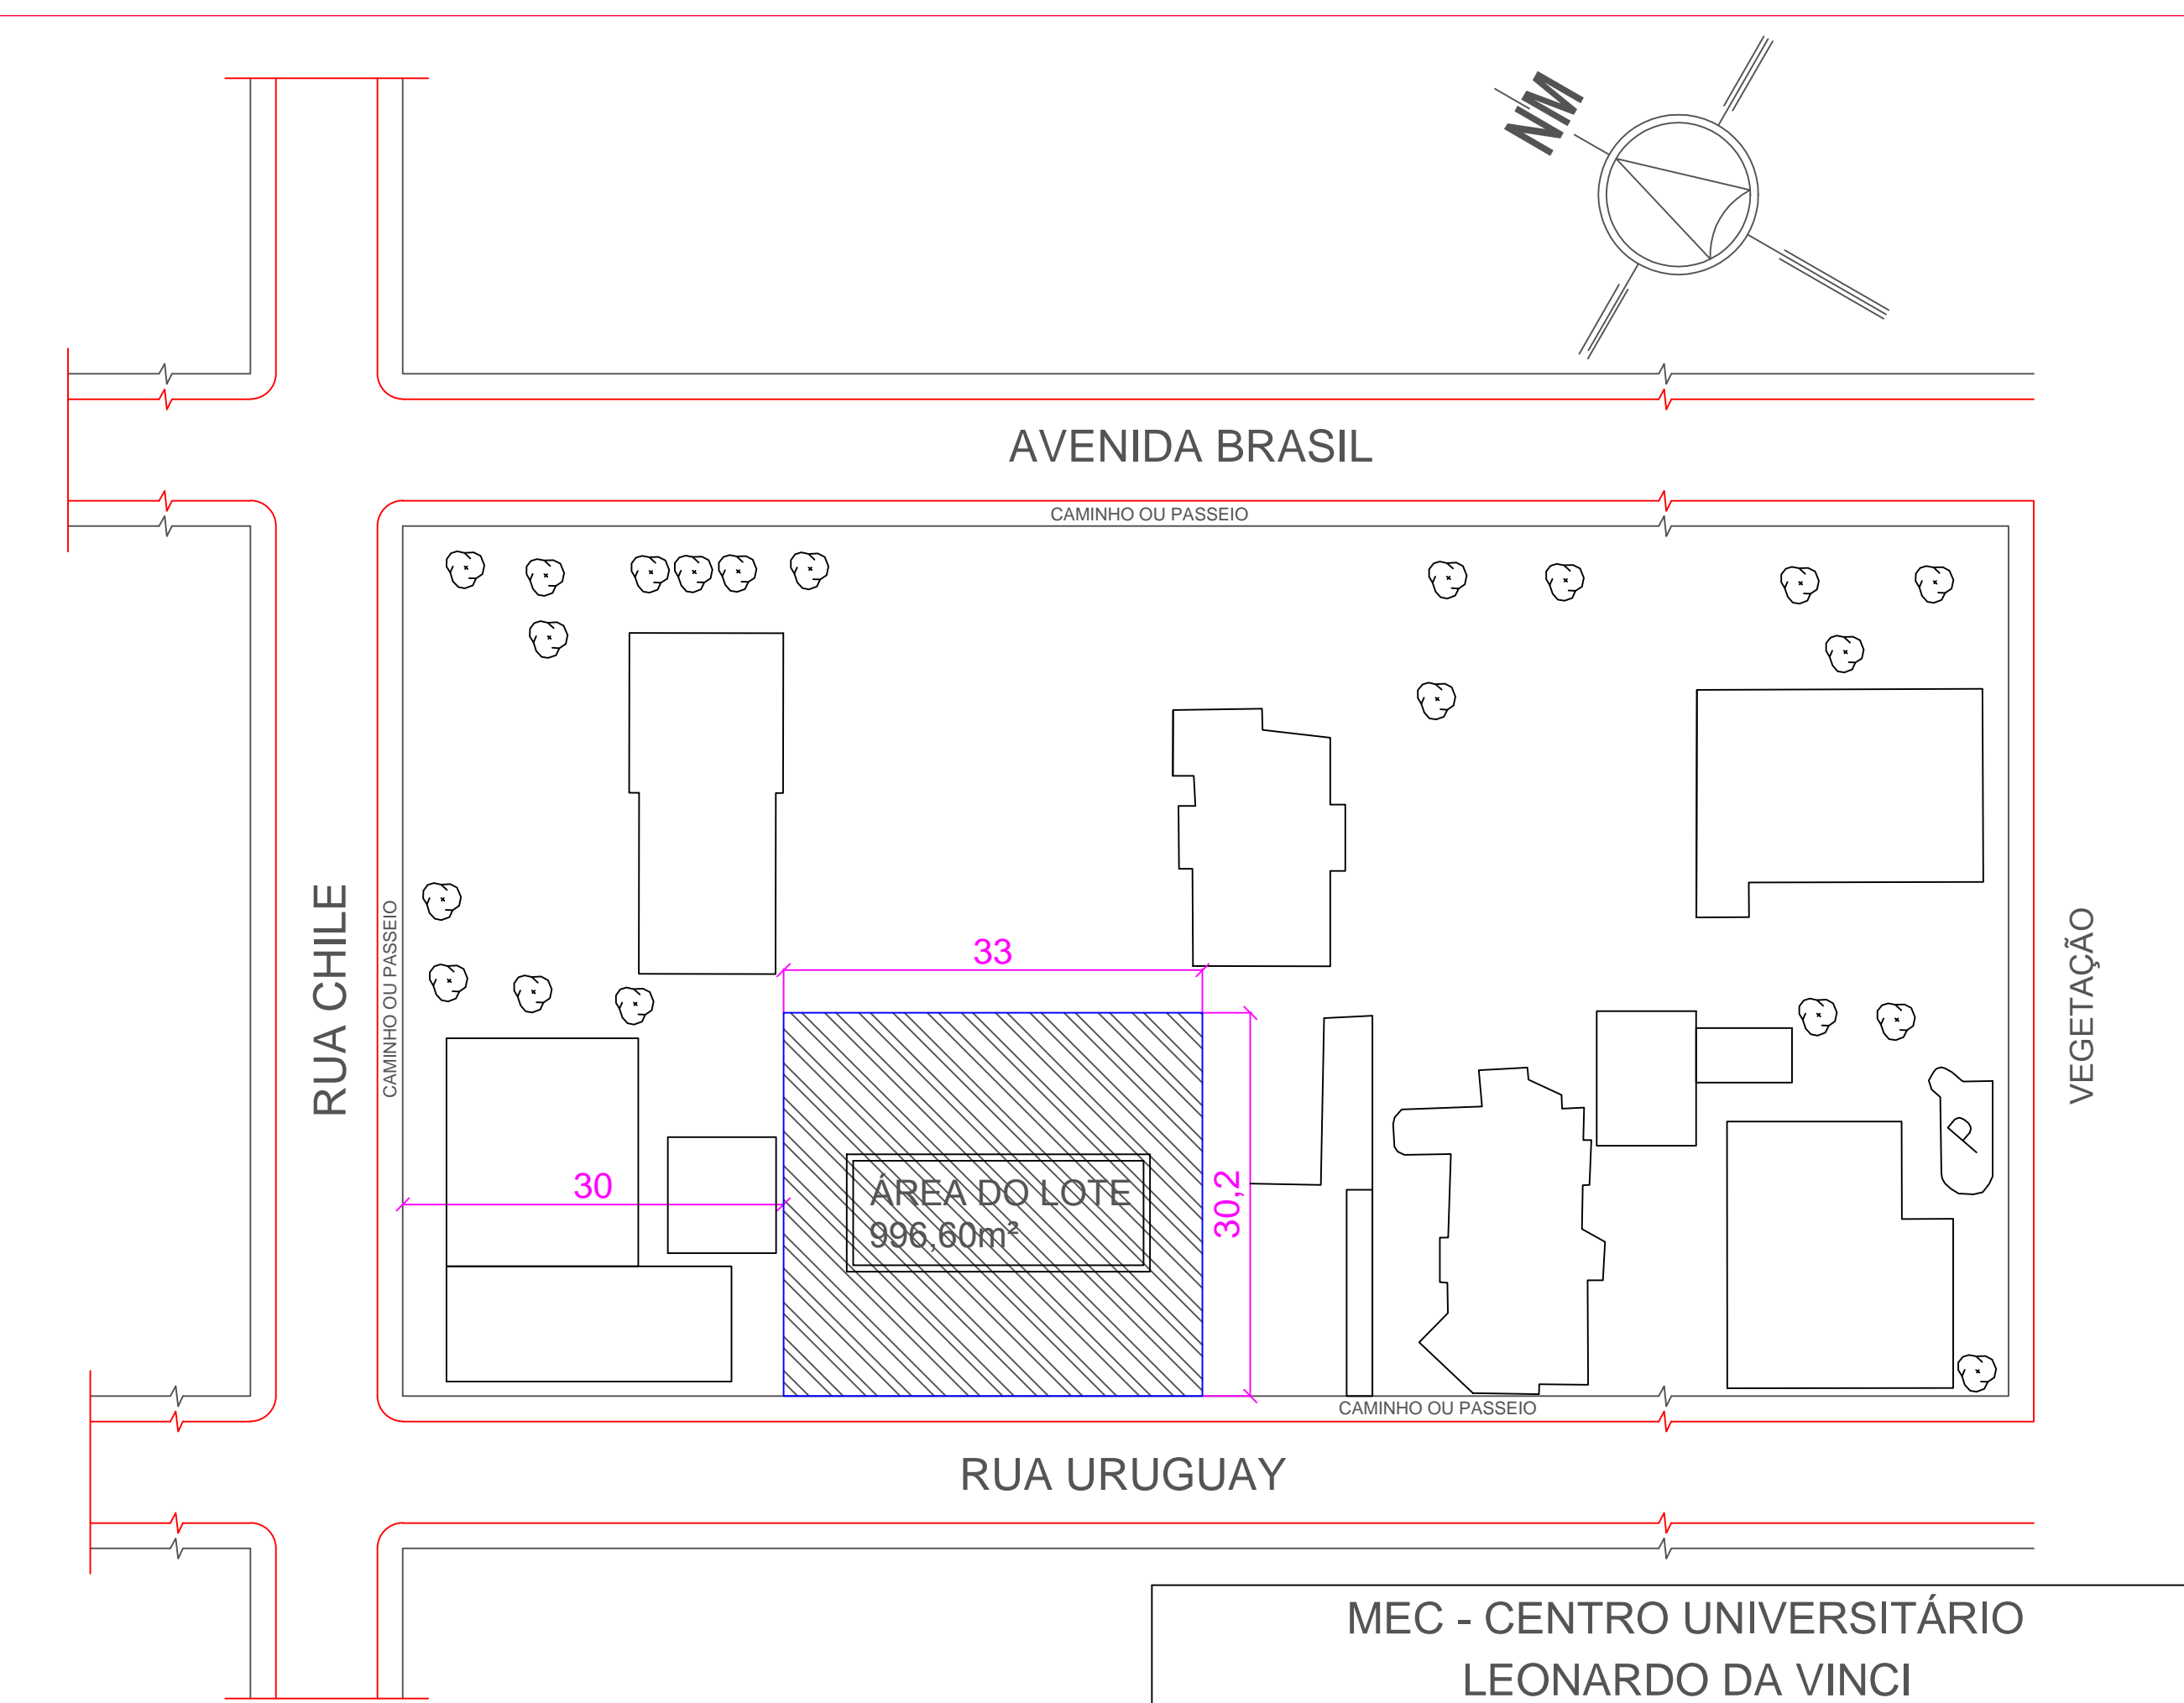 NM
AVENIDA BRASIL
CAMINHO OU PASSEIO
RUA CHILE
CAMINHO OU PASSEIO
VEGETAÇÃO
33
30
30,2
ÁREA DO LOTE
996,60m²
P
CAMINHO OU PASSEIO
RUA URUGUAY
MEC - CENTRO UNIVERSITÁRIO
LEONARDO DA VINCI